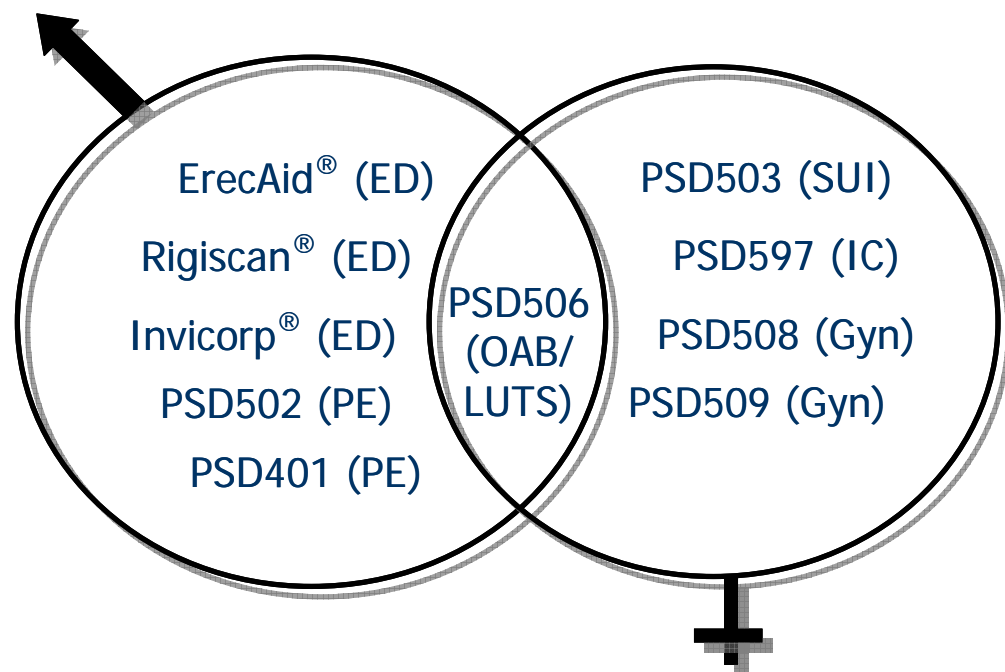 ErecAid® (ED)
Rigiscan® (ED)
Invicorp® (ED)
PSD502 (PE)
PSD401 (PE)
PSD506
(OAB/
LUTS)
PSD503 (SUI)
PSD597 (IC)
PSD508 (Gyn)
PSD509 (Gyn)